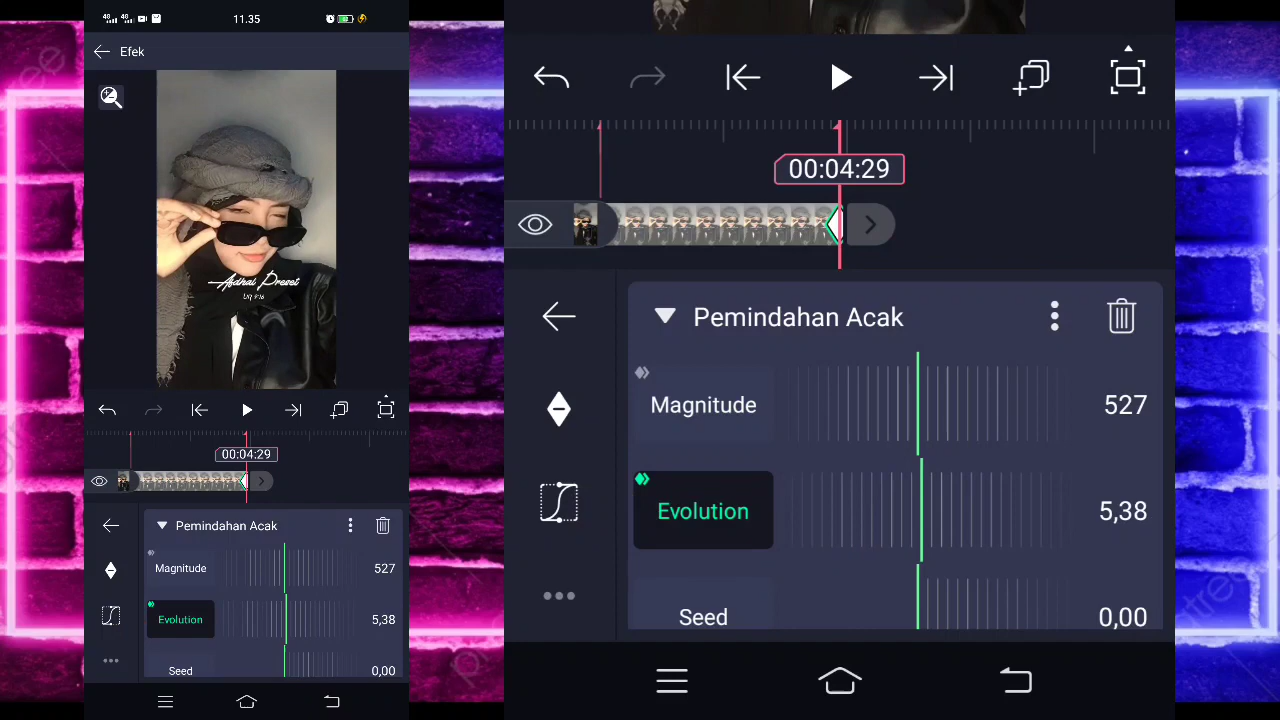 11.35
Efek
Asdhai Preset
00:04:29
Pemindahan Acak
Magnitude
527
Evolution
5,38
Seed
0,00
00:04:29
Pemindahan Acak
Magnitude
527
Evolution
5,38
Seed
0,00